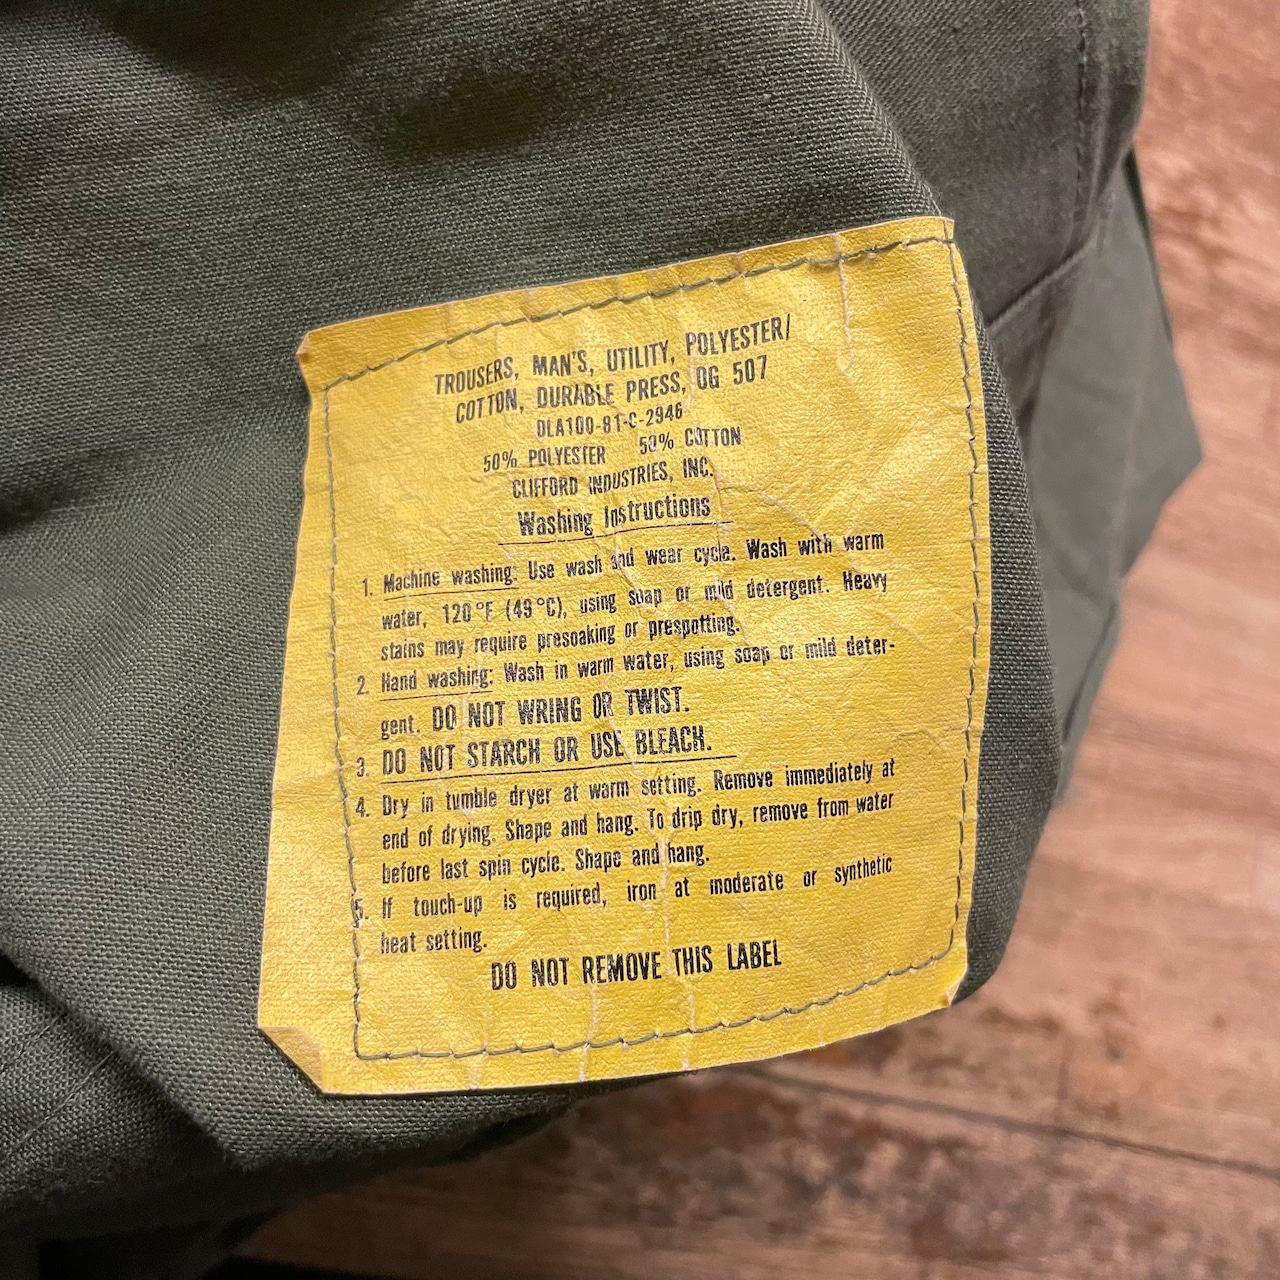 TROUSERS, MAN'S, UTILITY, POLYESTER/
COTTON, DURABLE PRESS, OG 507
DLA100-81-C-2946
50% POLYESTER 50% COTTON
CLIFFORD INDUSTRIES, INC.
Washing Instructions
1. Machine washing: Use wash and wear cycle. Wash with warm
water, 120°F (49°C), using soap or mild detergent. Heavy
stains may require presoaking or prespotting.
2. Hand washing: Wash in warm water, using soap or mild deter-
gent. DO NOT WRING OR TWIST.
3. DO NOT STARCH OR USE BLEACH.
4. Dry in tumble dryer at warm setting. Remove immediately at
end of drying. Shape and hang. To drip dry, remove from water
before last spin cycle. Shape and hang.
5. If touch-up is required, iron at moderate or synthetic
heat setting.
DO NOT REMOVE THIS LABEL